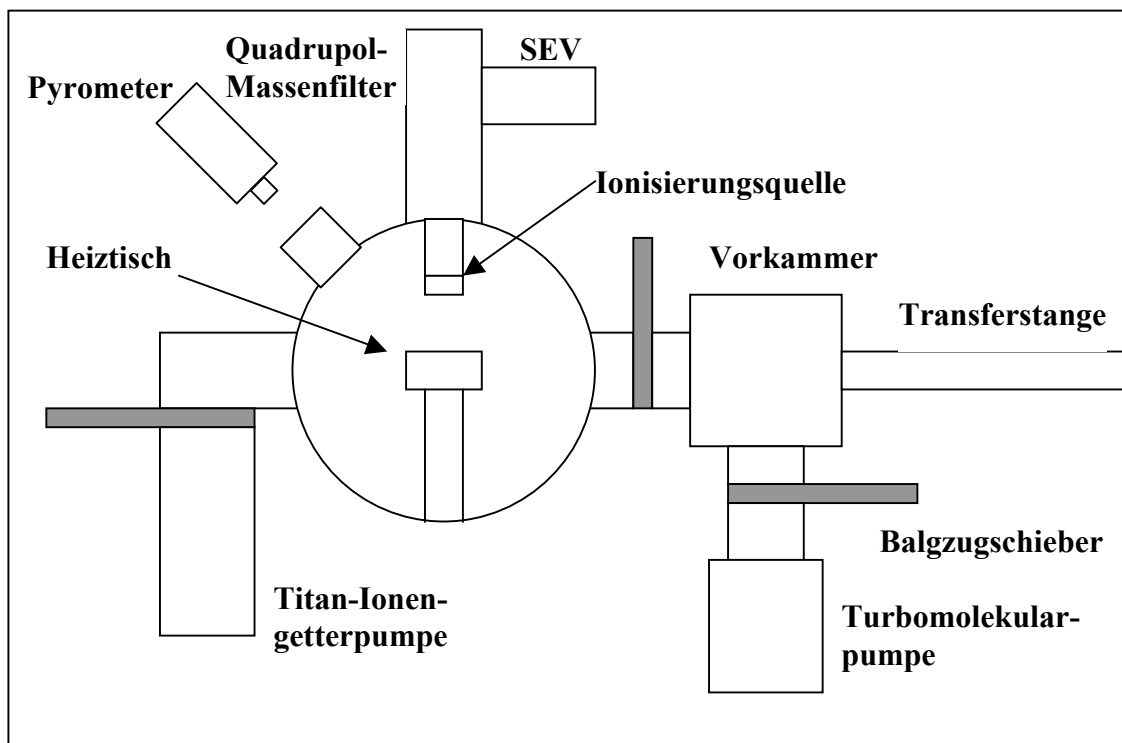 Quadrupol-
Massenfilter
SEV
Pyrometer
Ionisierungsquelle
Heiztisch
Vorkammer
Transferstange
Balgzugschieber
Titan-Ionen-
getterpumpe
Turbomolekular-
pumpe